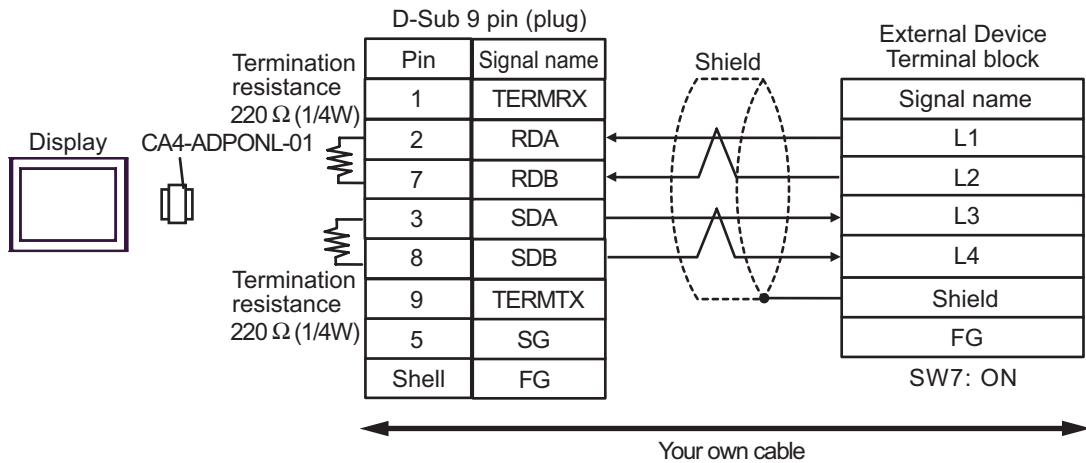 D-Sub 9 pin (plug)
External Device
Terminal block
Termination
resistance
220 Ω (1/4W)
Shield
Display
CA4-ADPONL-01
Pin Signal name
1 TERMRX
2 RDA
7 RDB
3 SDA
8 SDB
9 TERMTX
5 SG
Shell FG
Signal name
L1
L2
L3
L4
Shield
FG
SW7: ON
Termination
resistance
220 Ω (1/4W)
Your own cable